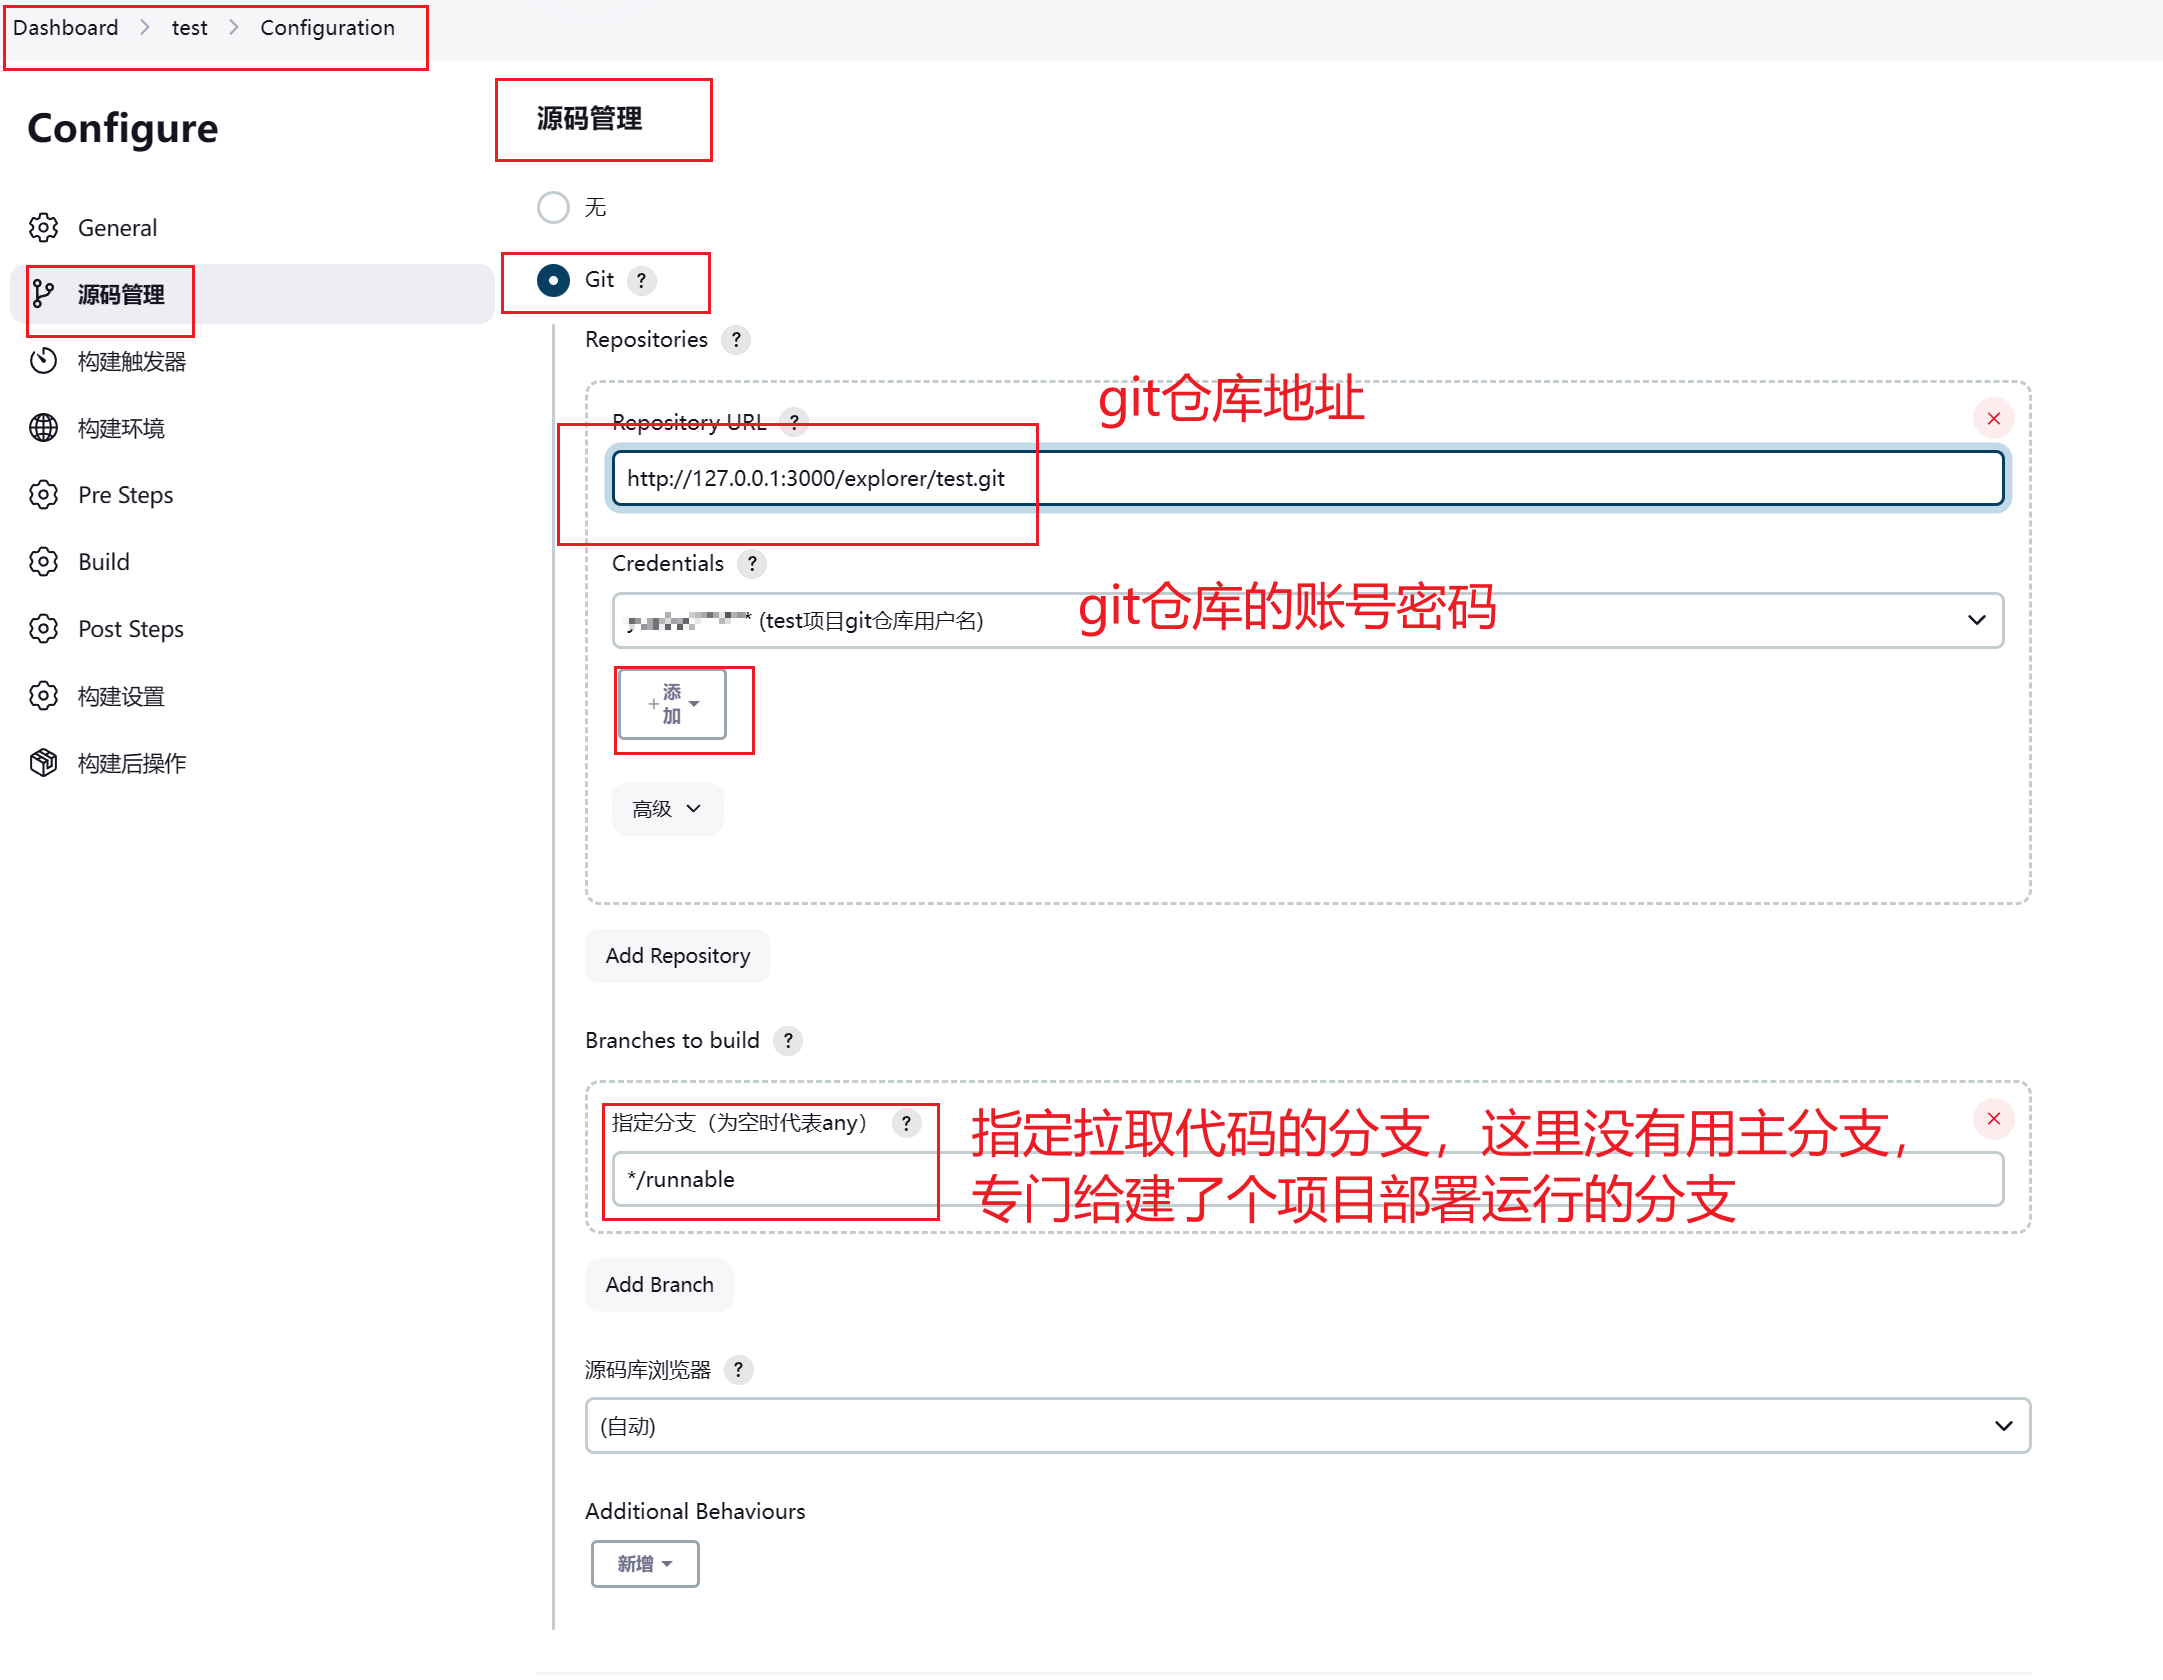 Dashboard > test > Configuration
Configure
General
源码管理
构建触发器
构建环境
Pre Steps
Build
Post Steps
构建设置
构建后操作
源码管理
无
Git ?
Repositories ?
git仓库地址
Repository URL ?
http://127.0.0.1:3000/explorer/test.git
Credentials ?
git仓库的账号密码
* (test项目git仓库用户名)
+添加
高级
Add Repository
Branches to build ?
指定分支（为空时代表any） ?
*/runnable
指定拉取代码的分支，这里没有用主分支，
专门给建了个项目部署运行的分支
Add Branch
源码库浏览器 ?
(自动)
Additional Behaviours
新增